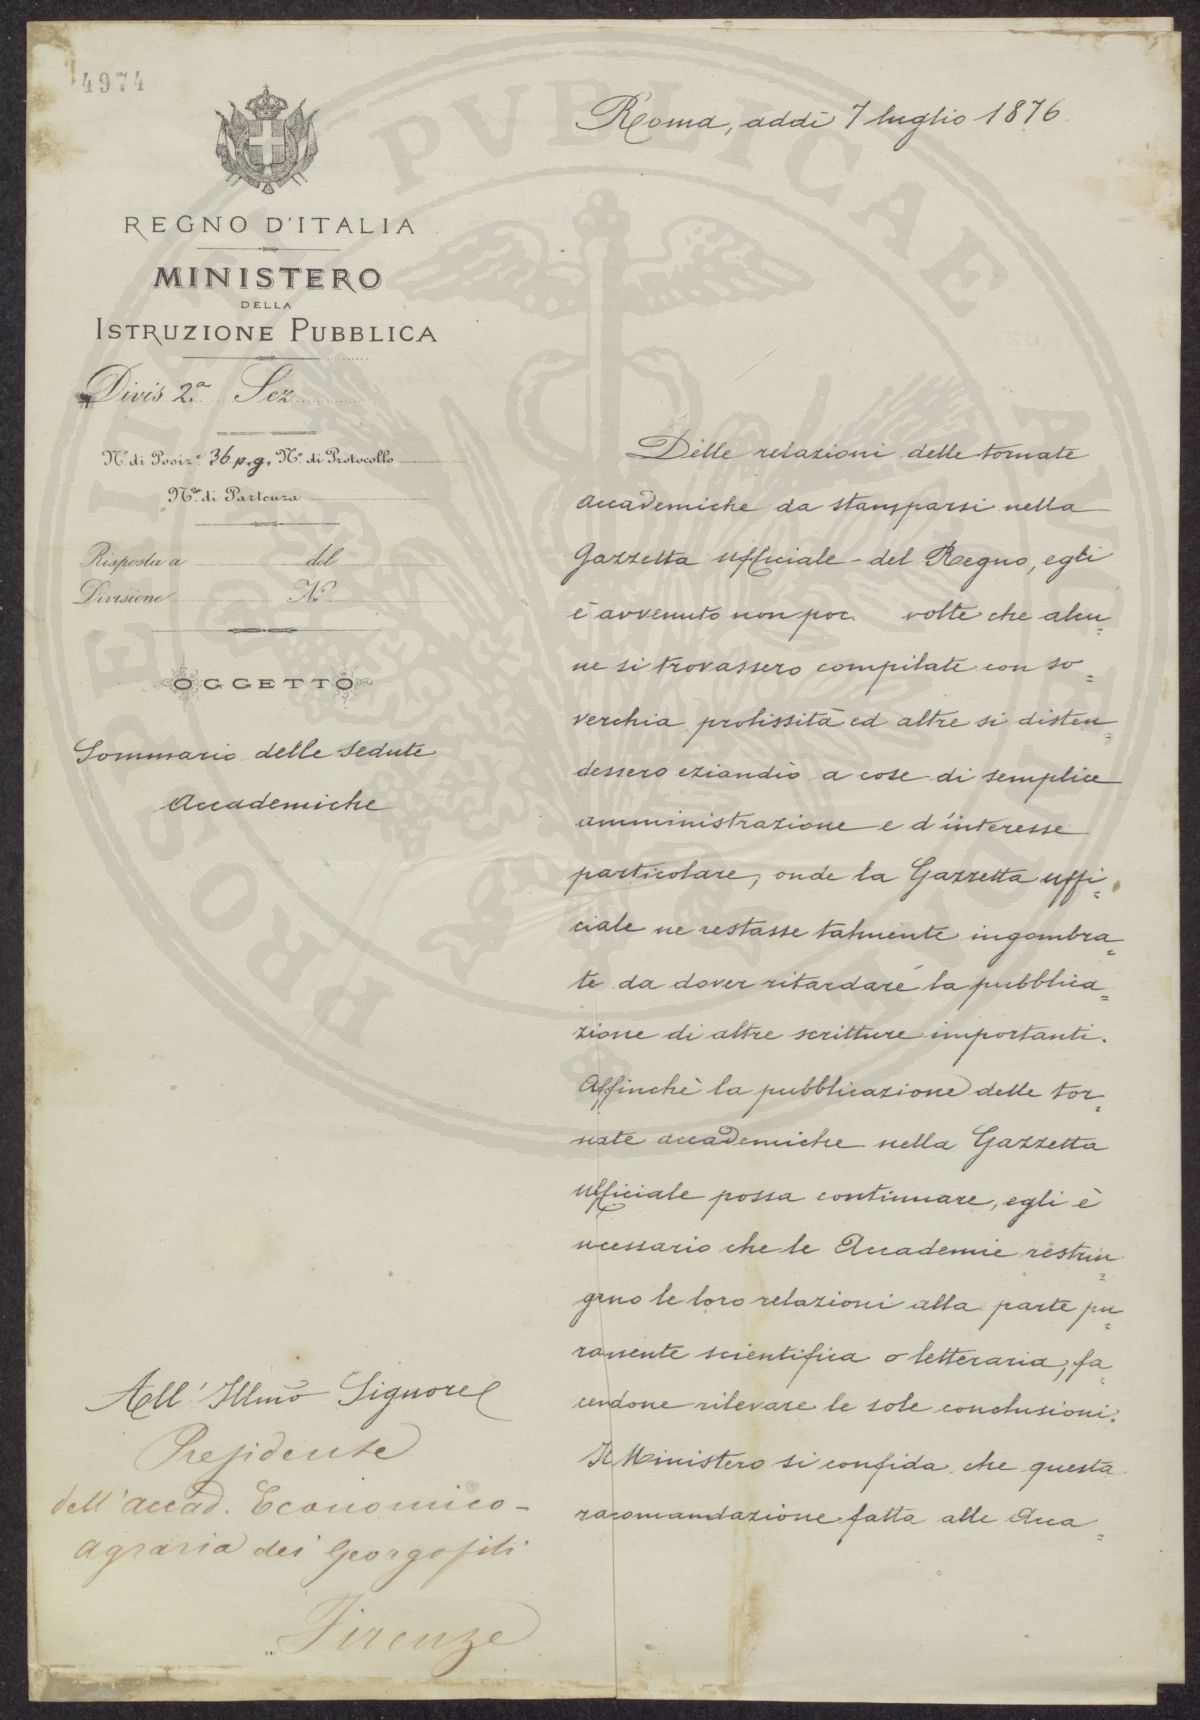 4974
Roma, addì 7 luglio 1876
REGNO D'ITALIA
MINISTERO
DELLA
ISTRUZIONE PUBBLICA
Divis 2.ª Sez
N.º di Posiz.e 36 p.g. N.º di Protocollo
N.º di Partenza
Risposta a del
Divisione N.º
OGGETTO
Sommario delle sedute
Accademiche
All'Illmo Signore
Presidente
dell'Accad. Economico-
agraria dei Georgofili
Firenze
Delle relazioni delle tornate
accademiche da stamparsi nella
Gazzetta ufficiale del Regno, egli
è avvenuto non poc volte che alcu=
ne si trovassero compilate con so=
verchia prolissità ed altre si disten=
dessero eziandio a cose di semplice
amministrazione e d'interesse
particolare, onde la Gazzetta uffi=
ciale ne restasse talmente ingombra=
ta da dover ritardare la pubblica=
zione di altre scritture importanti.
Affinchè la pubblicazione delle tor=
nate accademiche nella Gazzetta
ufficiale possa continuare, egli è
necessario che le Accademie restrin=
gano le loro relazioni alla parte pu=
ramente scientifica o letteraria, fa=
cendone rilevare le sole conclusioni.
Il Ministero si confida che questa
racomandazione fatta alle Acca=
PROSPERITATI PVBLICAE AVGENDAE